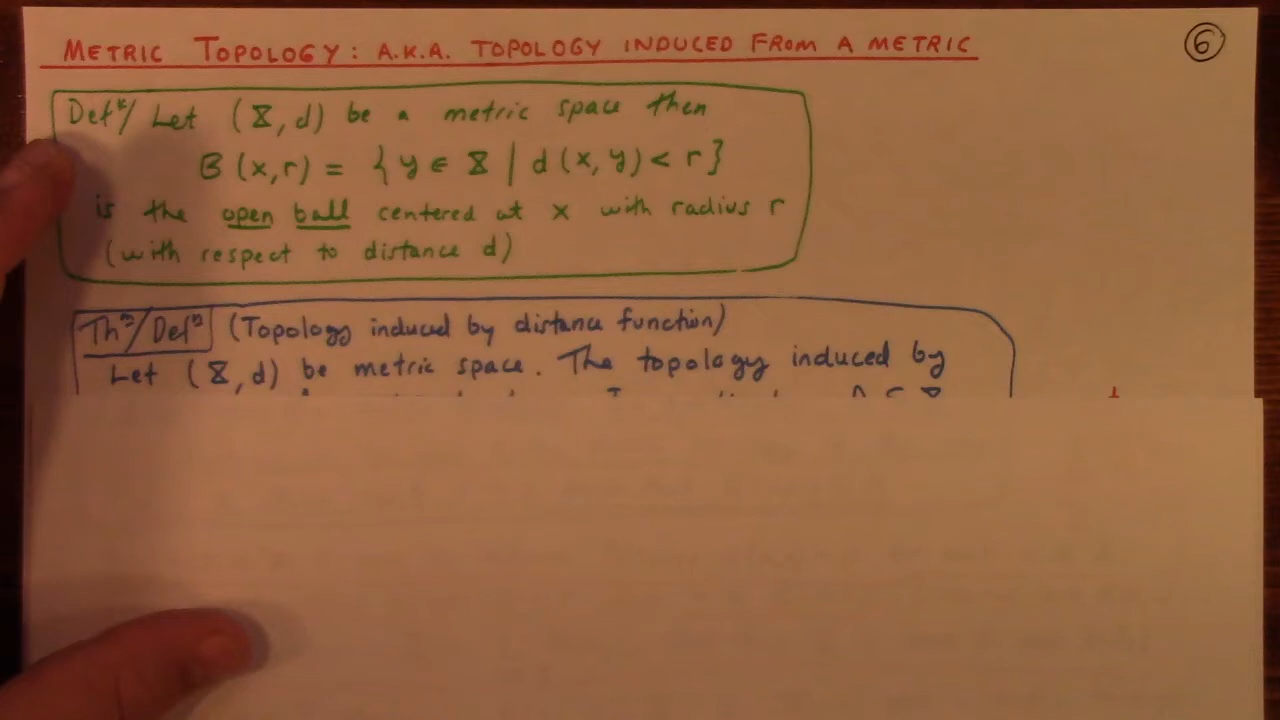 METRIC TOPOLOGY: A.K.A. TOPOLOGY INDUCED FROM A METRIC
6
Defⁿ/ Let (X, d) be a metric space then
B(x,r) = { y ∈ X | d(x, y) < r }
is the open ball centered at x with radius r
(with respect to distance d)
Thᵐ/Defⁿ (Topology induced by distance function)
Let (X, d) be metric space. The topology induced by